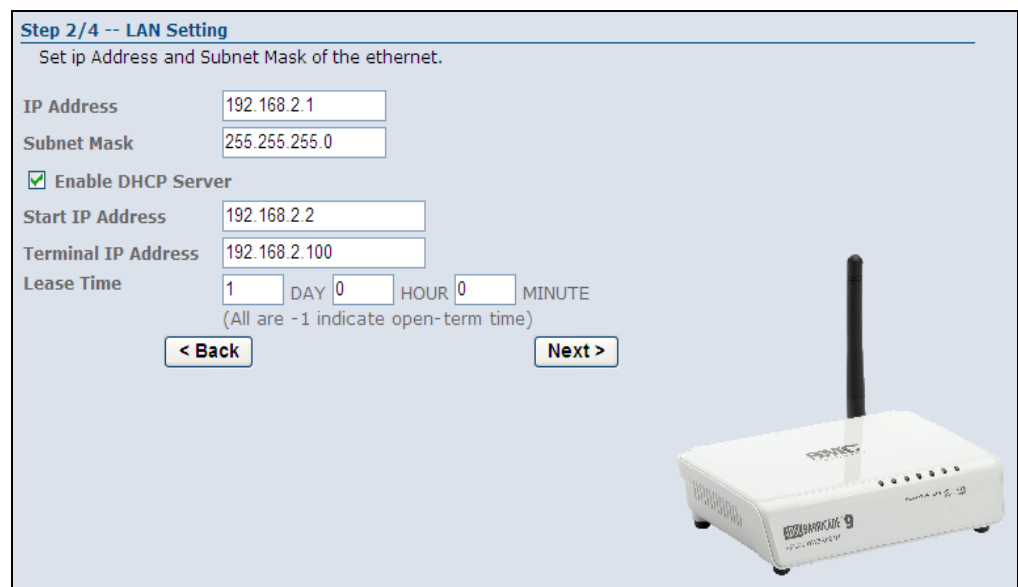 Step 2/4 -- LAN Setting
Set ip Address and Subnet Mask of the ethernet.
IP Address 192.168.2.1
Subnet Mask 255.255.255.0
Enable DHCP Server
Start IP Address 192.168.2.2
Terminal IP Address 192.168.2.100
Lease Time 1 DAY 0 HOUR 0 MINUTE
(All are -1 indicate open-term time)
< Back Next >
SMC
BARRICADE g